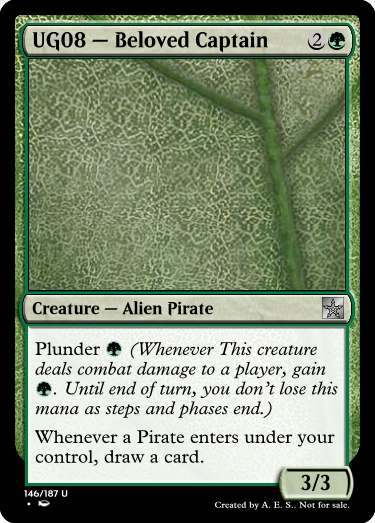 UG08 — Beloved Captain 2
Creature — Alien Pirate
Plunder (Whenever This creature
deals combat damage to a player, gain
. Until end of turn, you don't lose this
mana as steps and phases end.)
Whenever a Pirate enters under your
control, draw a card.
3/3
146/187 U
Created by A. E. S.. Not for sale.